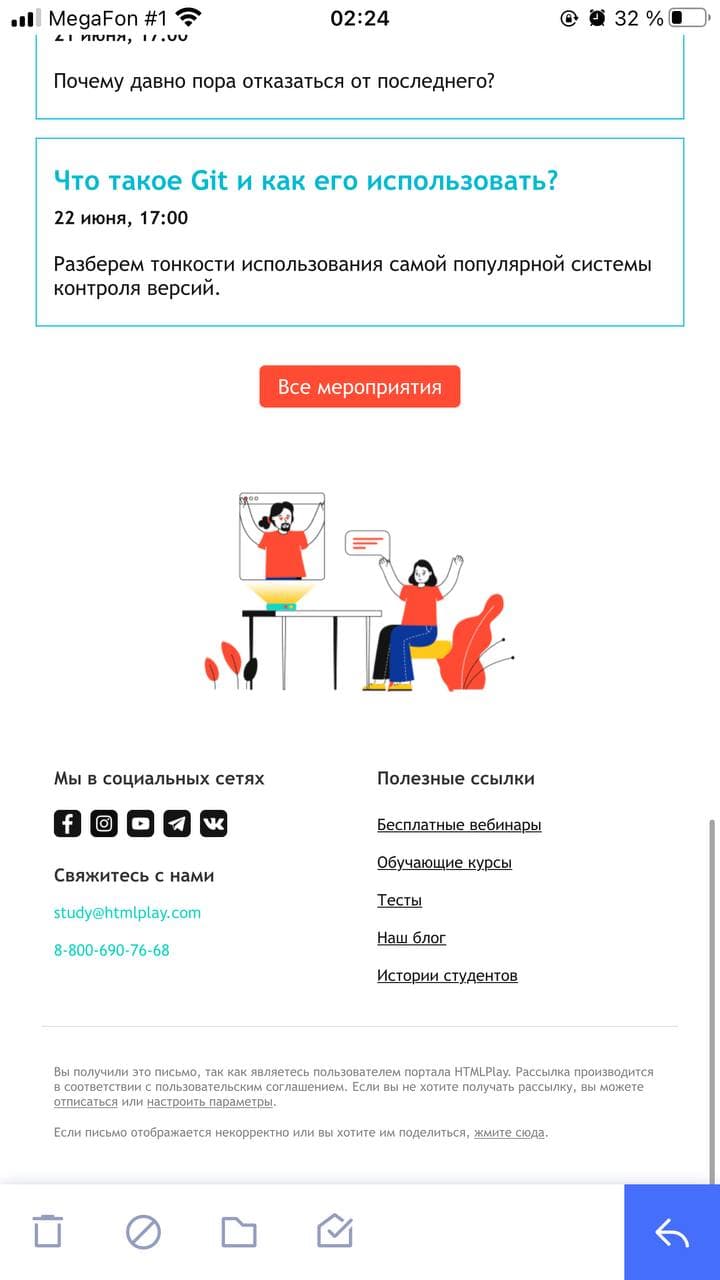 MegaFon #1 02:24 32 %
21 июня, 17:00
Почему давно пора отказаться от последнего?
Что такое Git и как его использовать?
22 июня, 17:00
Разберем тонкости использования самой популярной системы
контроля версий.
Все мероприятия
Мы в социальных сетях
Свяжитесь с нами
study@htmlplay.com
8-800-690-76-68
Полезные ссылки
Бесплатные вебинары
Обучающие курсы
Тесты
Наш блог
Истории студентов
Вы получили это письмо, так как являетесь пользователем портала HTMLPlay. Рассылка производится
в соответствии с пользовательским соглашением. Если вы не хотите получать рассылку, вы можете
отписаться или настроить параметры.
Если письмо отображается некорректно или вы хотите им поделиться, жмите сюда.